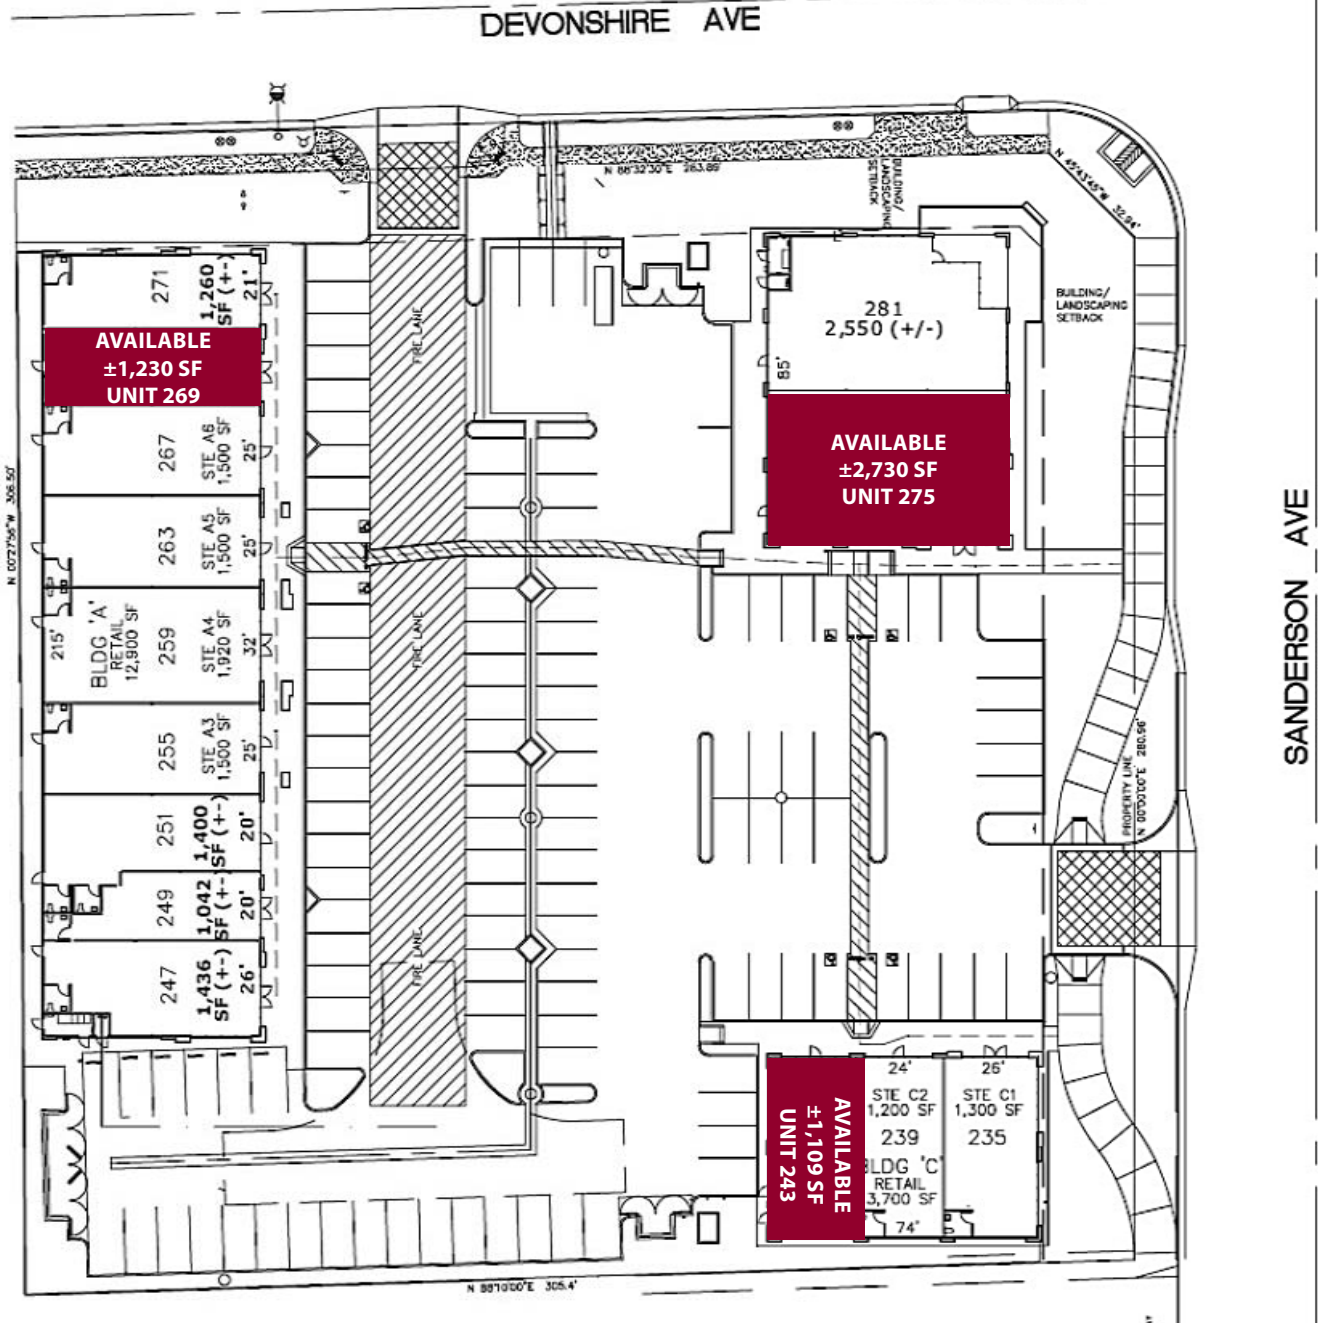 DEVONSHIRE AVE
N 88°32'30"E 263.86'
BUILDING/
LANDSCAPING
SETBACK
N 45°43'45"W 32.94'
271
1,260
SF (+-)
21'
AVAILABLE
±1,230 SF
UNIT 269
267
STE A6
1,500 SF
25'
263
STE A5
1,500 SF
25'
BLDG 'A'
RETAIL
12,900 SF
215'
259
STE A4
1,920 SF
32'
255
STE A3
1,500 SF
25'
251
1,400
SF (+-)
20'
249
1,042
SF (+-)
20'
247
1,436
SF (+-)
26'
N 00°27'56"W 306.50'
FIRE LANE
FIRE LANE
FIRE LANE
281
2,550 (+/-)
85'
BUILDING/
LANDSCAPING
SETBACK
AVAILABLE
±2,730 SF
UNIT 275
SANDERSON AVE
PROPERTY LINE
N 00°00'00"E 280.96'
AVAILABLE
±1,109 SF
UNIT 243
24'
STE C2
1,200 SF
239
BLDG 'C'
RETAIL
3,700 SF
74'
26'
STE C1
1,300 SF
235
N 88°10'00"E 305.4'